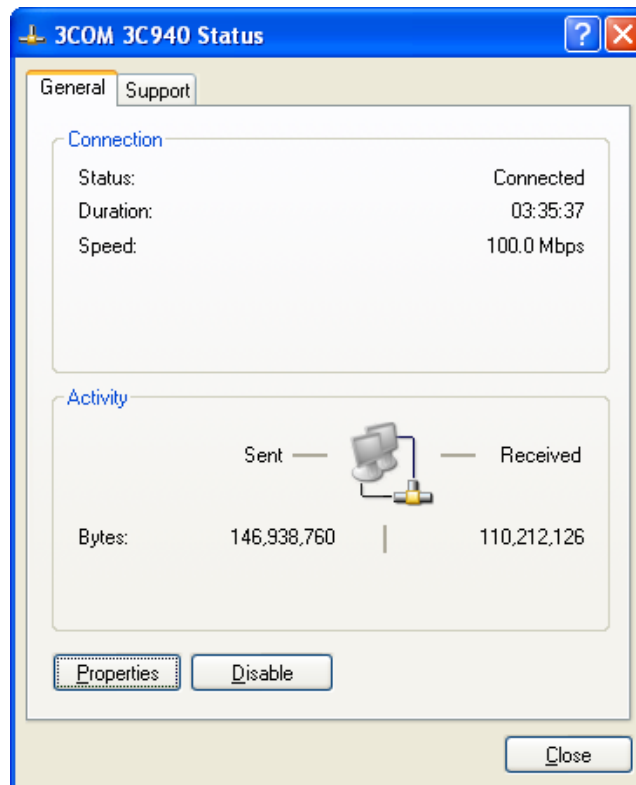 3COM 3C940 Status
General Support
Connection
Status: Connected
Duration: 03:35:37
Speed: 100.0 Mbps
Activity
Sent Received
Bytes: 146,938,760 110,212,126
Properties Disable
Close